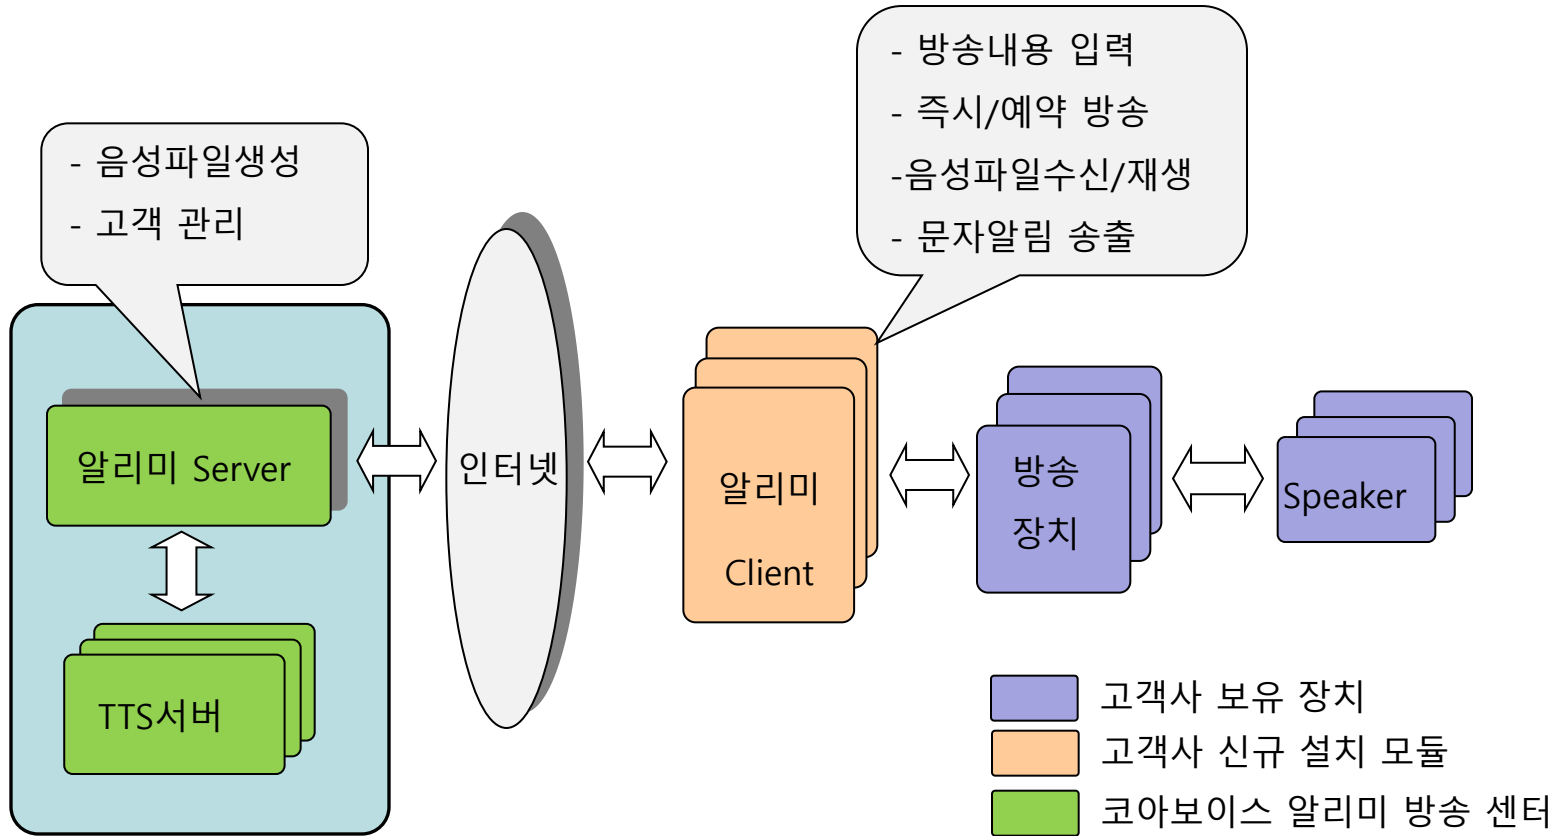 - 방송내용 입력
- 즉시/예약 방송
-음성파일수신/재생
- 문자알림 송출
- 음성파일생성
- 고객 관리
알리미 Server
인터넷
알리미
Client
방송
장치
Speaker
TTS서버
고객사 보유 장치
고객사 신규 설치 모듈
코아보이스 알리미 방송 센터